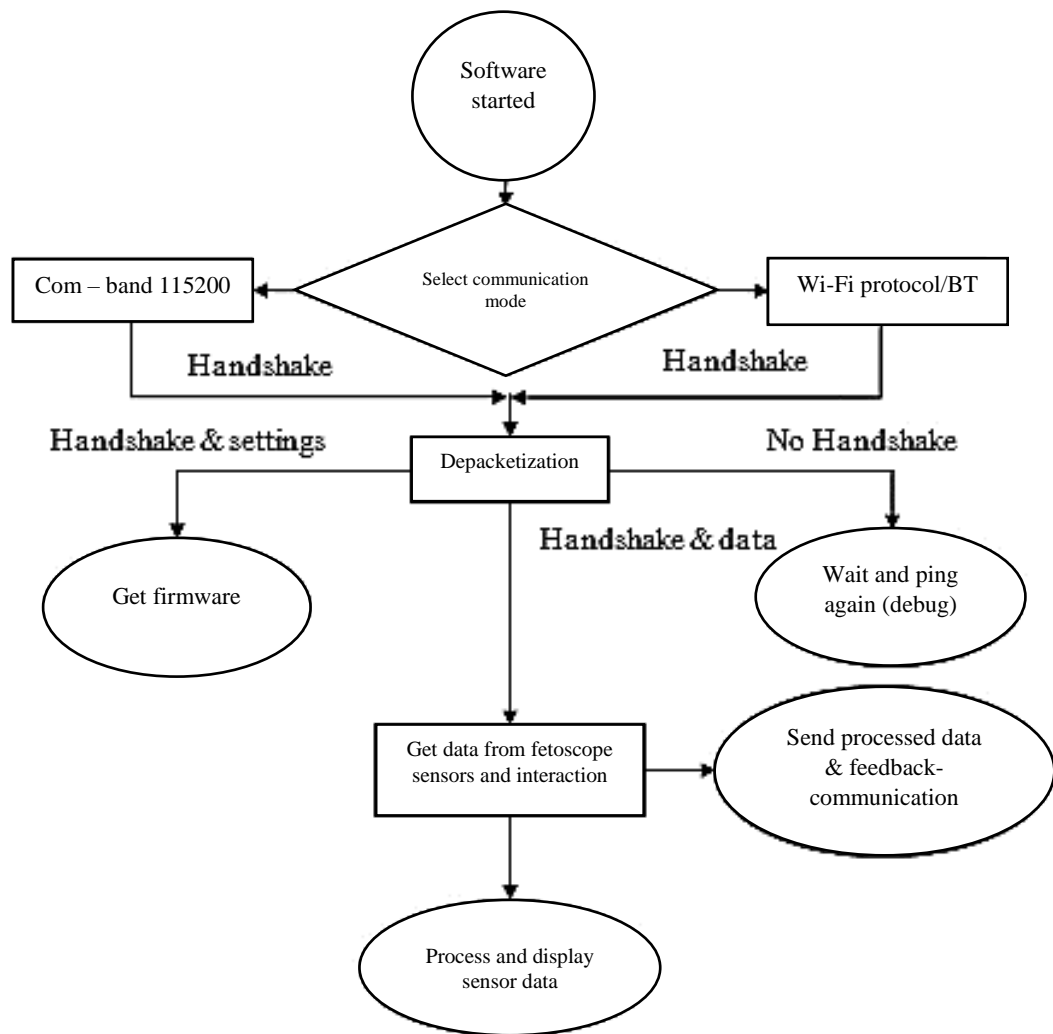 Software
started
Select communication
mode
Com – band 115200
Wi-Fi protocol/BT
Handshake
Handshake
Handshake & settings
Depacketization
No Handshake
Handshake & data
Get firmware
Wait and ping
again (debug)
Get data from fetoscope
sensors and interaction
Send processed data
& feedback-
communication
Process and display
sensor data